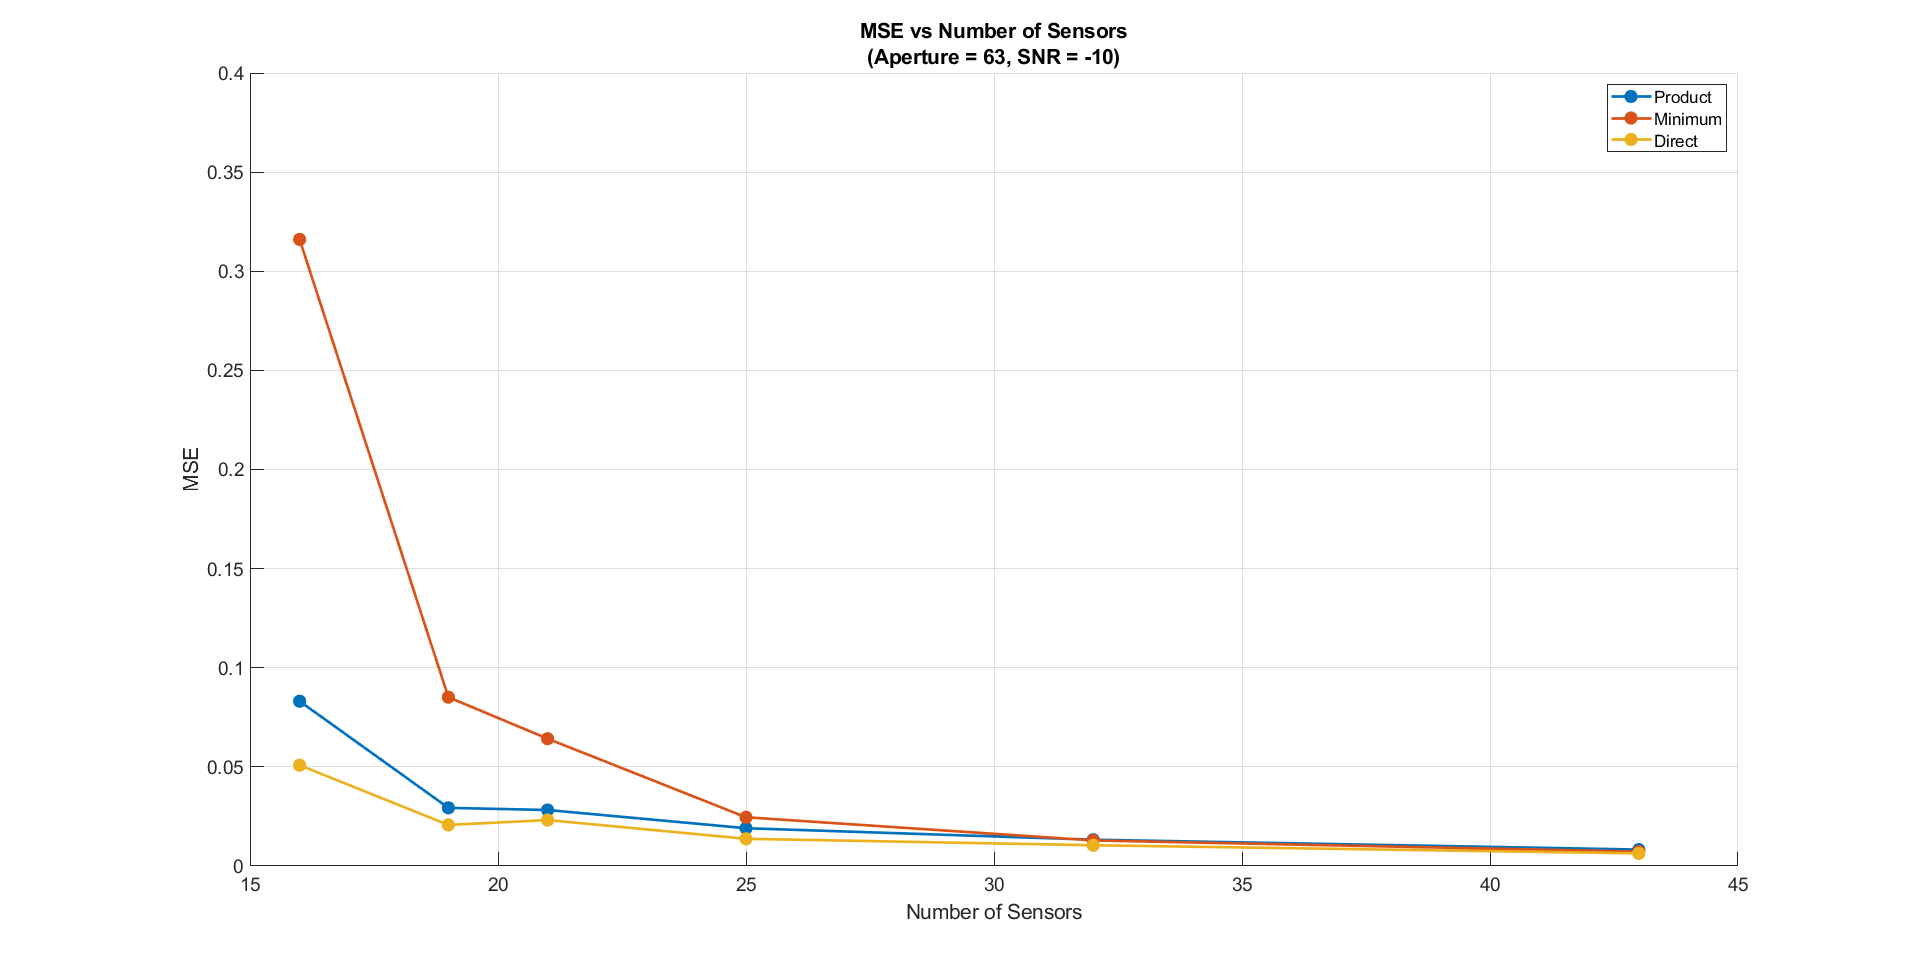 MSE vs Number of Sensors
(Aperture = 63, SNR = -10)
0.4
0.35
0.3
0.25
0.2
0.15
0.1
0.05
0
MSE
15
20
25
30
35
40
45
Number of Sensors
Product
Minimum
Direct